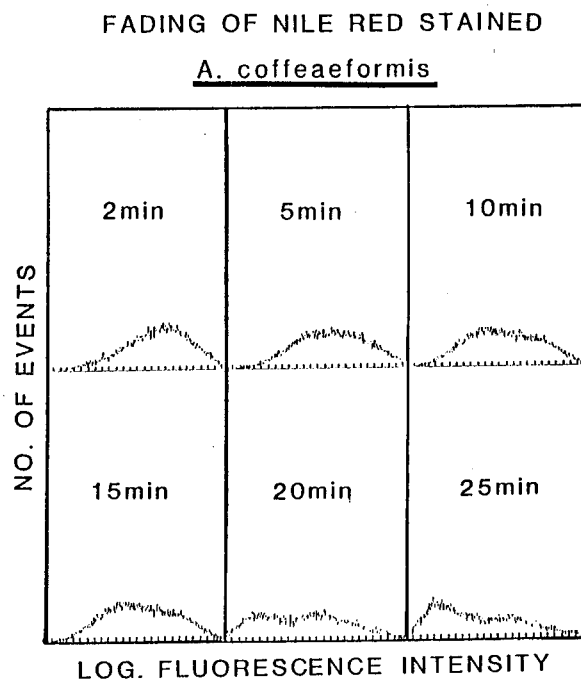 FADING OF NILE RED STAINED
A. coffeaeformis
2min 5min 10min
15min 20min 25min
NO. OF EVENTS
LOG. FLUORESCENCE INTENSITY